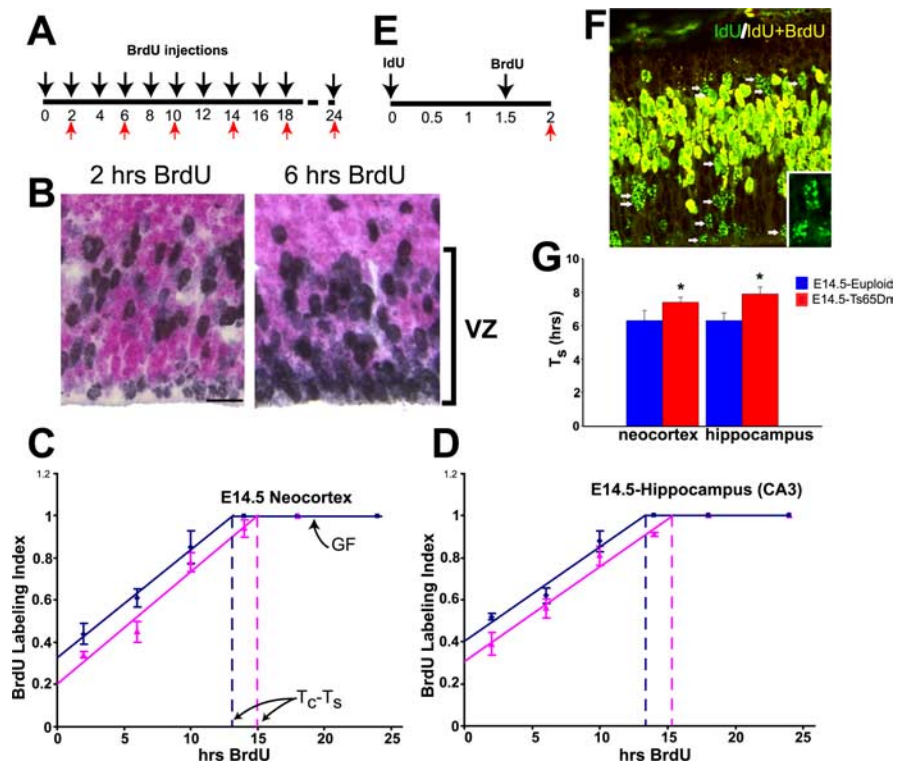 A
BrdU injections
0 2 4 6 8 10 12 14 16 18 24
E
IdU BrdU
0 0.5 1 1.5 2
F
IdU/IdU+BrdU
B
2 hrs BrdU 6 hrs BrdU
VZ
G
E14.5-Euploid
E14.5-Ts65Dn
* *
Ts (hrs)
8
6
4
2
0
neocortex hippocampus
C
E14.5 Neocortex
GF
Tc-Ts
BrdU Labeling Index
1.2
1
0.8
0.6
0.4
0.2
0
0 5 10 15 20 25
hrs BrdU
D
E14.5-Hippocampus (CA3)
BrdU Labeling Index
1.2
1
0.8
0.6
0.4
0.2
0
0 5 10 15 20 25
hrs BrdU